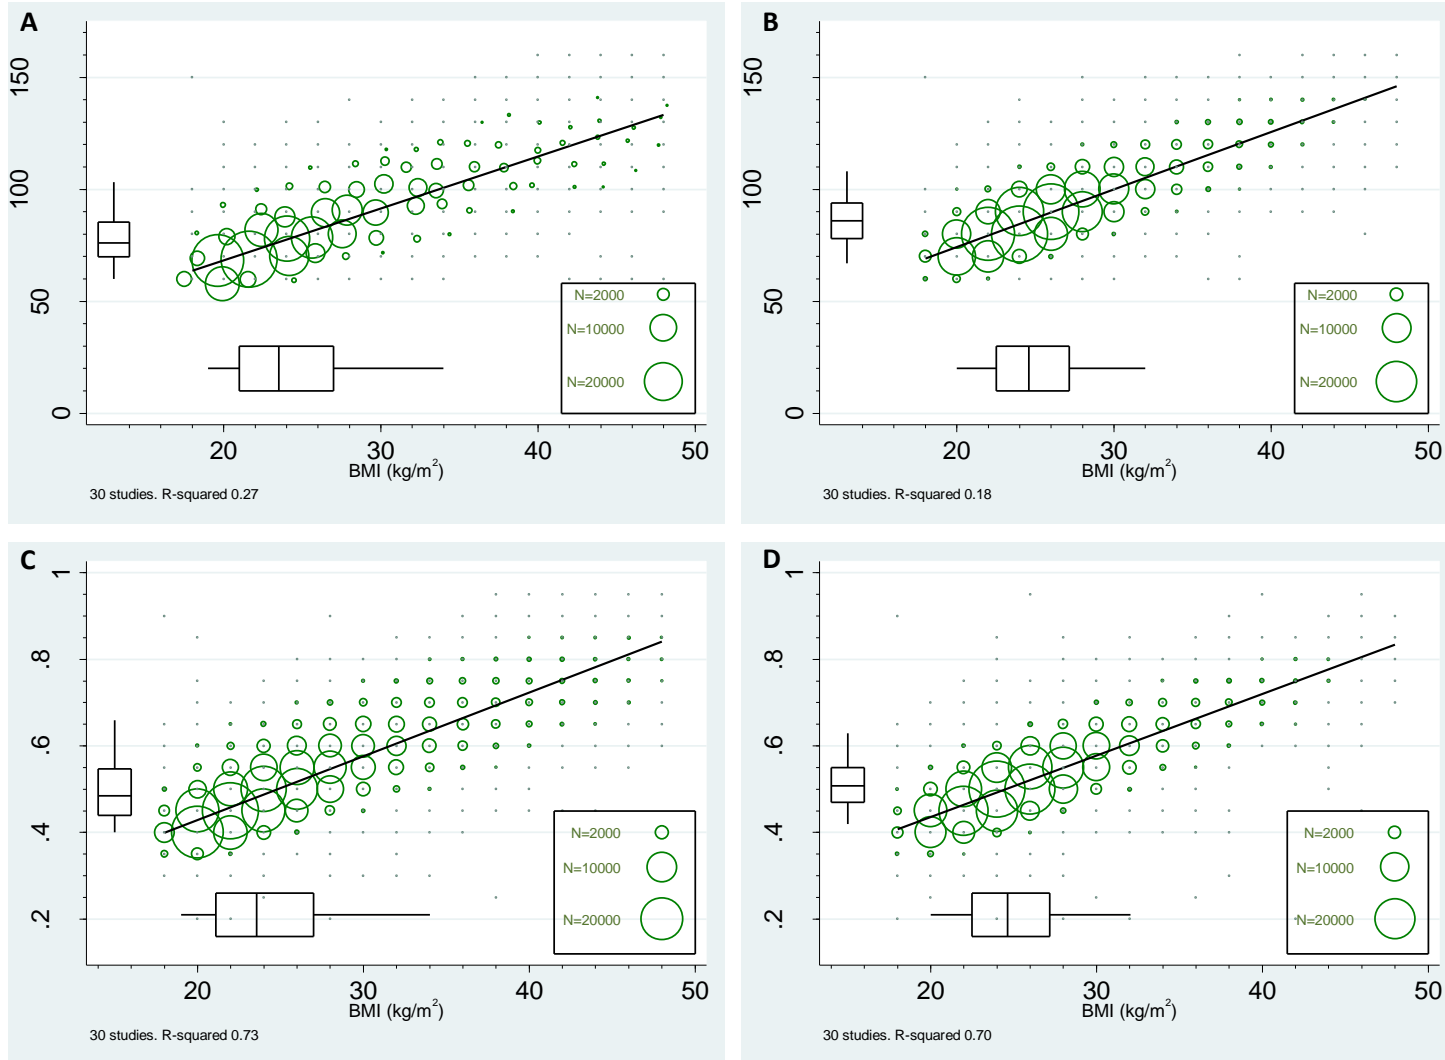 A
150
100
50
0
N=2000
N=10000
N=20000
20 30 40 50
BMI (kg/m²)
30 studies. R-squared 0.27
B
150
100
50
0
N=2000
N=10000
N=20000
20 30 40 50
BMI (kg/m²)
30 studies. R-squared 0.18
C
1
.8
.6
.4
.2
N=2000
N=10000
N=20000
20 30 40 50
BMI (kg/m²)
30 studies. R-squared 0.73
D
1
.8
.6
.4
.2
N=2000
N=10000
N=20000
20 30 40 50
BMI (kg/m²)
30 studies. R-squared 0.70